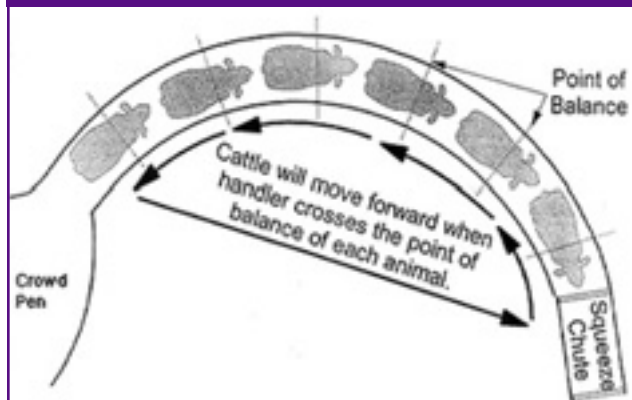 Point of
Balance
Cattle will move forward when
handler crosses the point of
balance of each animal.
Crowd
Pen
Squeeze
Chute